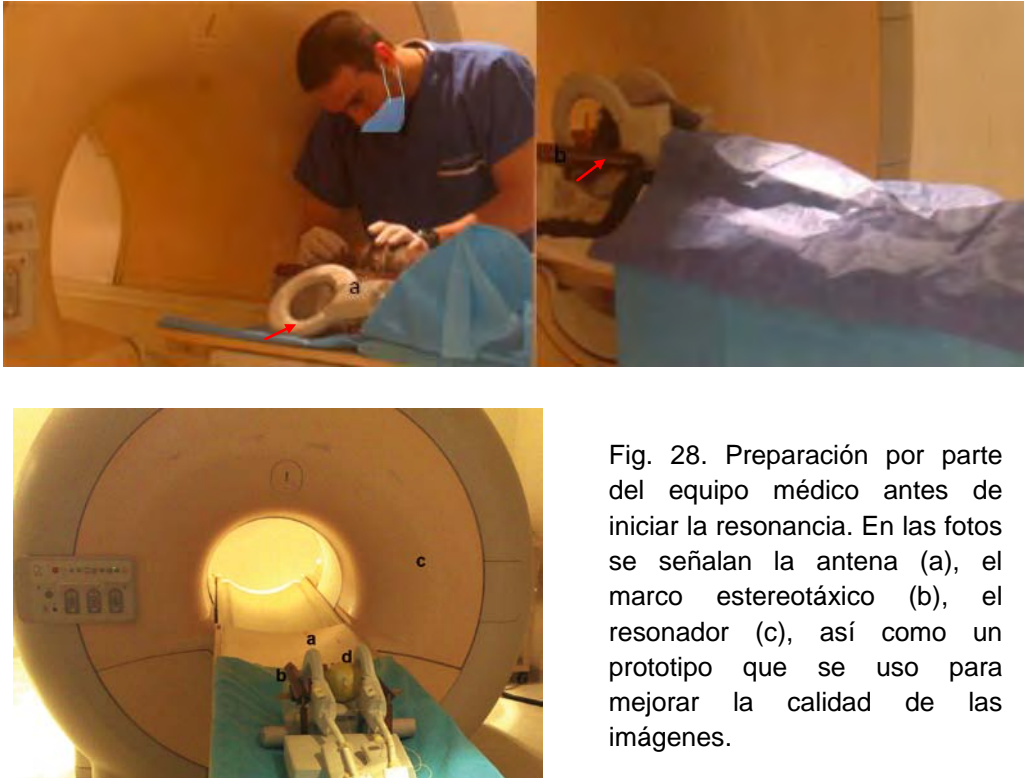 a
b
c
a
d
b
Fig. 28. Preparación por parte
del equipo médico antes de
iniciar la resonancia. En las fotos
se señalan la antena (a), el
marco estereotáxico (b), el
resonador (c), así como un
prototipo que se uso para
mejorar la calidad de las
imágenes.